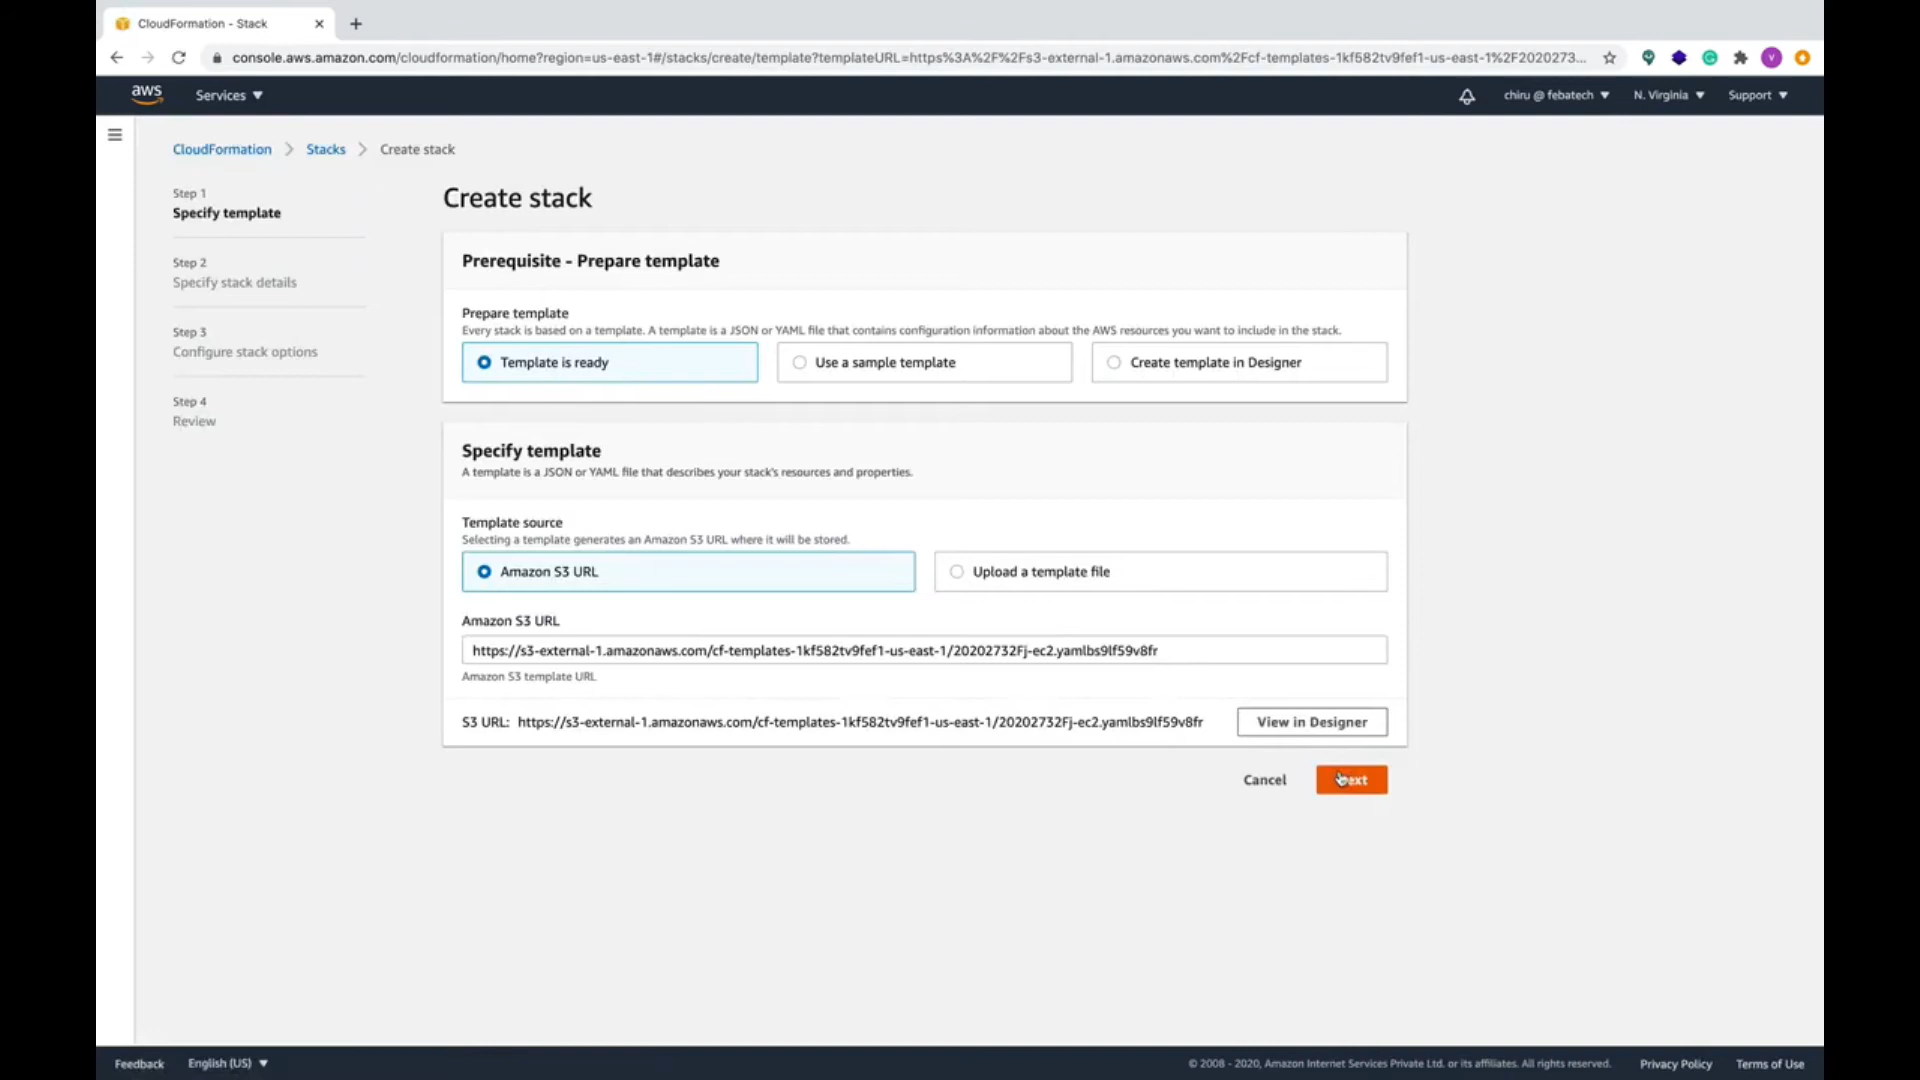 CloudFormation - Stack
console.aws.amazon.com/cloudformation/home?region=us-east-1#/stacks/create/template?templateURL=https%3A%2F%2Fs3-external-1.amazonaws.com%2Fcf-templates-1kf582tv9fef1-us-east-1%2F2020273...
V
aws Services chiru @ febatech N. Virginia Support
CloudFormation Stacks Create stack
Step 1
Specify template
Step 2
Specify stack details
Step 3
Configure stack options
Step 4
Review
Create stack
Prerequisite - Prepare template
Prepare template
Every stack is based on a template. A template is a JSON or YAML file that contains configuration information about the AWS resources you want to include in the stack.
Template is ready Use a sample template Create template in Designer
Specify template
A template is a JSON or YAML file that describes your stack's resources and properties.
Template source
Selecting a template generates an Amazon S3 URL where it will be stored.
Amazon S3 URL Upload a template file
Amazon S3 URL
https://s3-external-1.amazonaws.com/cf-templates-1kf582tv9fef1-us-east-1/20202732Fj-ec2.yamlbs9lf59v8fr
Amazon S3 template URL
S3 URL: https://s3-external-1.amazonaws.com/cf-templates-1kf582tv9fef1-us-east-1/20202732Fj-ec2.yamlbs9lf59v8fr View in Designer
Cancel Next
Feedback English (US) © 2008 - 2020, Amazon Internet Services Private Ltd. or its affiliates. All rights reserved. Privacy Policy Terms of Use